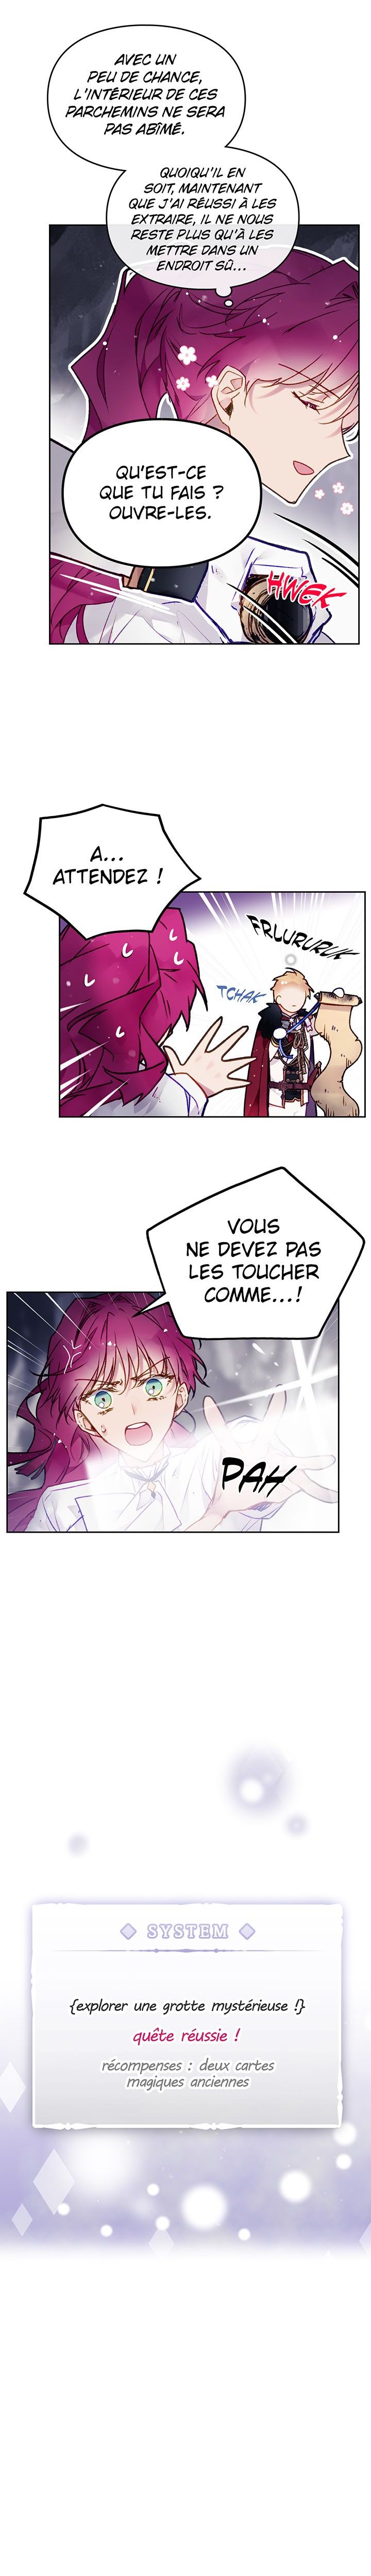 AVEC UN
PEU DE CHANCE,
L'INTÉRIEUR DE CES
PARCHEMINS NE SERA
PAS ABÎMÉ.
QUOIQU'IL EN
SOIT, MAINTENANT
QUE J'AI RÉUSSI À LES
EXTRAIRE, IL NE NOUS
RESTE PLUS QU'À LES
METTRE DANS UN
ENDROIT SÛ...
QU'EST-CE
QUE TU FAIS ?
OUVRE-LES.
HWEK
A...
ATTENDEZ !
FRLURURUK
TCHAK
VOUS
NE DEVEZ PAS
LES TOUCHER
COMME...!
PAH
SYSTEM
{explorer une grotte mystérieuse !}
quête réussie !
récompenses : deux cartes
magiques anciennes